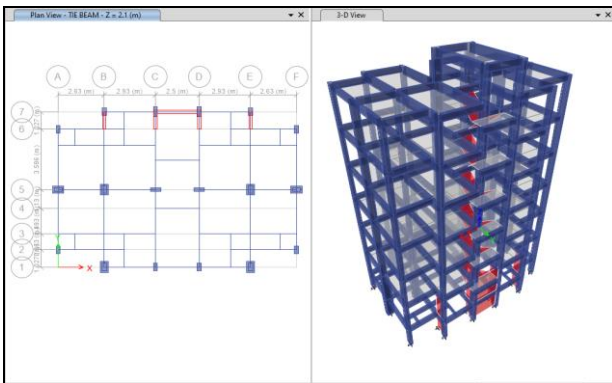 Plan View - TIE BEAM - Z = 2.1 (m)
3-D View
A B C D E F
2.63 (m) 2.93 (m) 2.5 (m) 2.93 (m) 2.63 (m)
7
6
5
4
3
2
1
Y
X